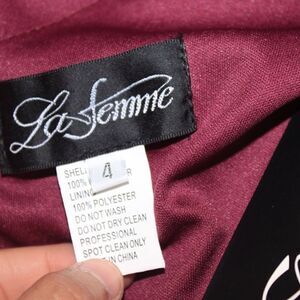 La Femme
4
SHEL
100%
LINING
100% POLYESTER
DO NOT WASH
DO NOT DRY CLEAN
PROFESSIONAL
SPOT CLEAN ONLY
IN CHINA